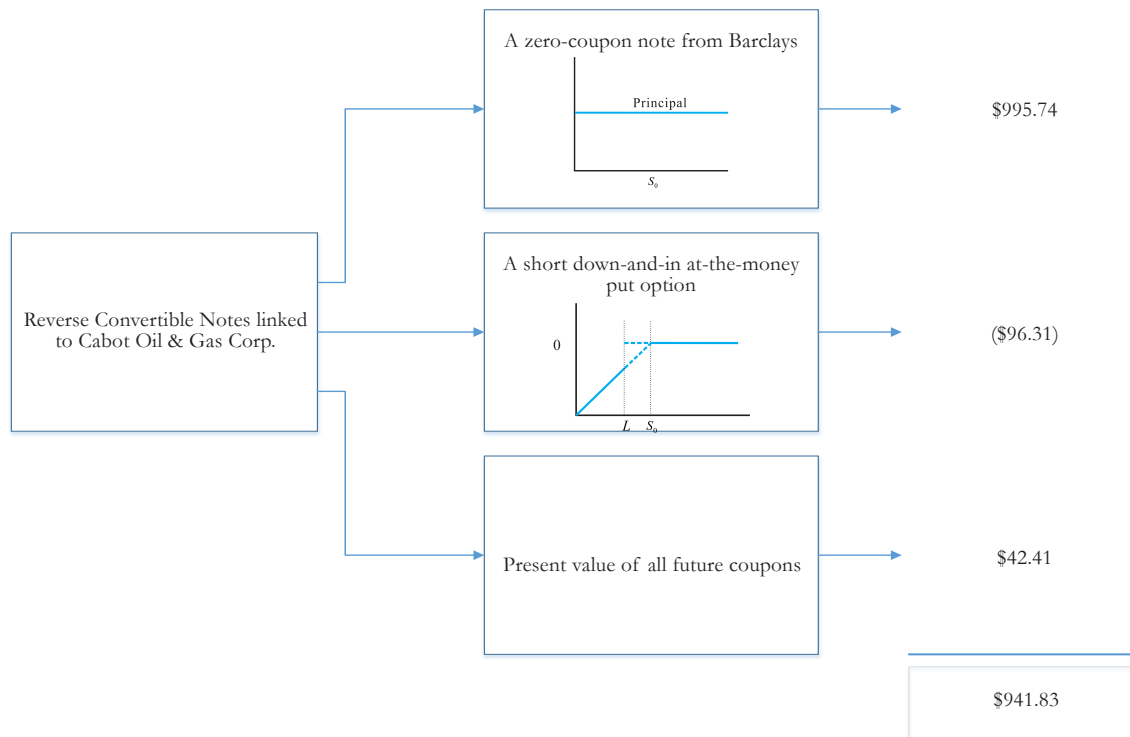 A zero-coupon note from Barclays
Principal
S0
$995.74
Reverse Convertible Notes linked
to Cabot Oil & Gas Corp.
A short down-and-in at-the-money
put option
0
L S0
($96.31)
Present value of all future coupons
$42.41
$941.83